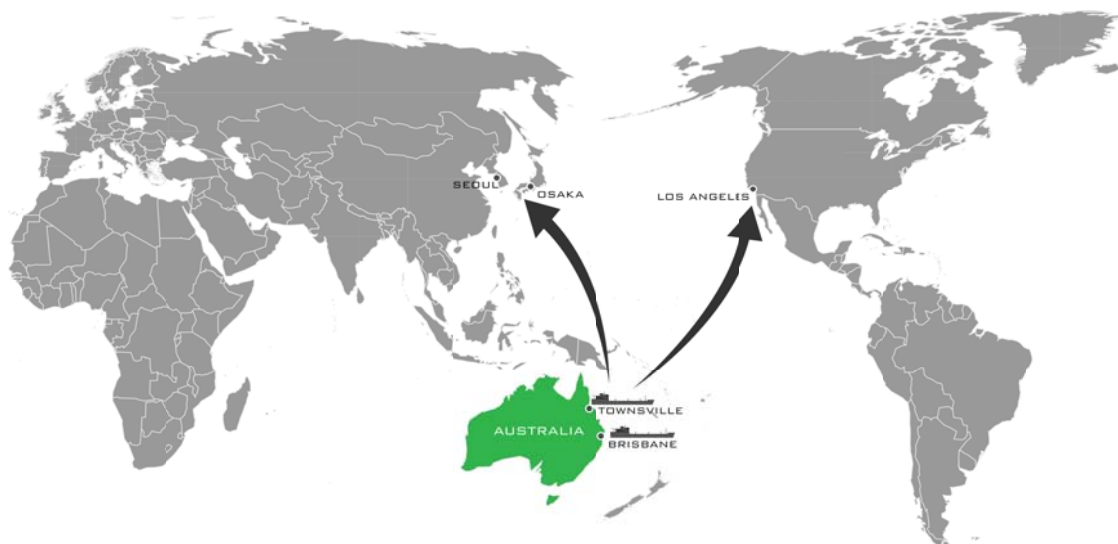 SEOUL
OSAKA
LOS ANGELES
TOWNSVILLE
AUSTRALIA
BRISBANE